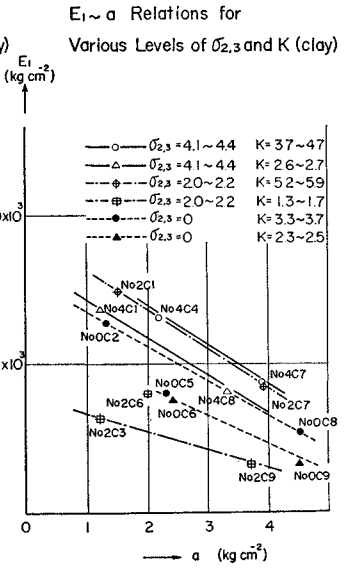 E₁ ~ a Relations for
Various Levels of σ₂,₃ and K (clay)
E₁
(kg cm⁻²)
σ₂,₃ = 4.1 ~ 4.4 K = 3.7 ~ 4.7
σ₂,₃ = 4.1 ~ 4.4 K = 2.6 ~ 2.7
σ₂,₃ = 2.0 ~ 2.2 K = 5.2 ~ 5.9
σ₂,₃ = 2.0 ~ 2.2 K = 1.3 ~ 1.7
σ₂,₃ = 0 K = 3.3 ~ 3.7
σ₂,₃ = 0 K = 2.3 ~ 2.5
x10³
No2C1
No4C1
No4C4
No0C2
x10³
No4C7
No0C5
No2C6
No0C6
No4C8
No2C7
No0C8
No2C3
No2C9
No0C9
0 1 2 3 4 5
a (kg cm⁻²)